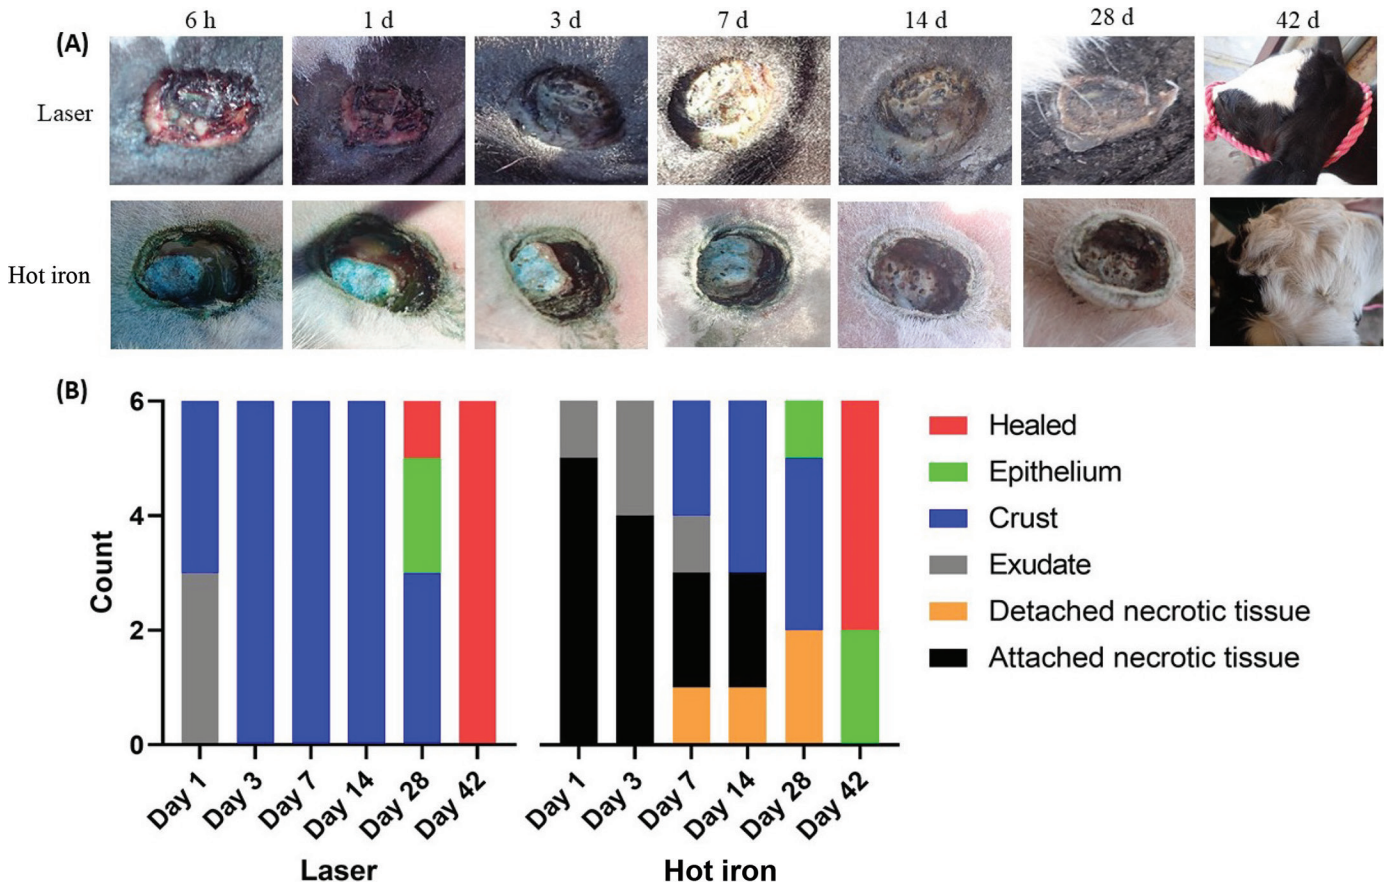 6 h 1 d 3 d 7 d 14 d 28 d 42 d
(A)
Laser
Hot iron
(B)
6
4
2
0
Count
Day 1 Day 3 Day 7 Day 14 Day 28 Day 42
Laser
Day 1 Day 3 Day 7 Day 14 Day 28 Day 42
Hot iron
Healed
Epithelium
Crust
Exudate
Detached necrotic tissue
Attached necrotic tissue